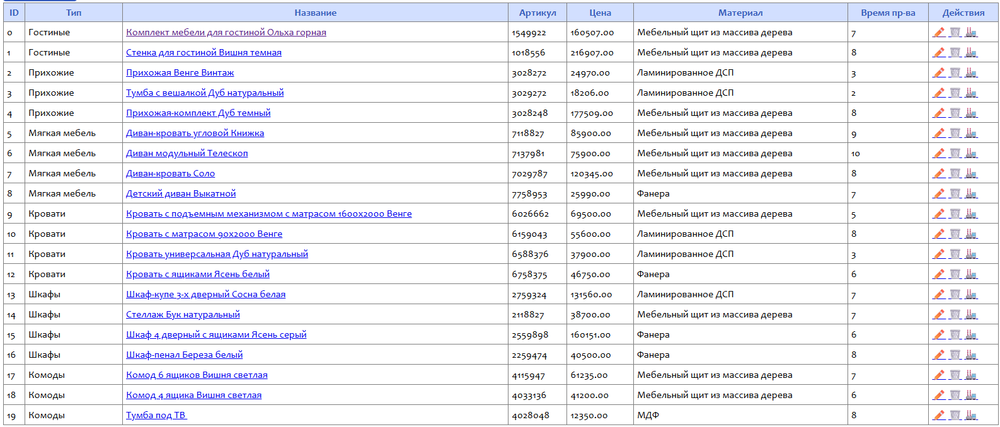 ID Тип Название Артикул Цена Материал Время пр-ва Действия
0 Гостиные Комплект мебели для гостиной Ольха горная 1549922 160507.00 Мебельный щит из массива дерева 7
1 Гостиные Стенка для гостиной Вишня темная 1018556 216907.00 Мебельный щит из массива дерева 8
2 Прихожие Прихожая Венге Винтаж 3028272 24970.00 Ламинированное ДСП 3
3 Прихожие Тумба с вешалкой Дуб натуральный 3029272 18206.00 Ламинированное ДСП 2
4 Прихожие Прихожая-комплект Дуб темный 3028248 177509.00 Мебельный щит из массива дерева 8
5 Мягкая мебель Диван-кровать угловой Книжка 7118827 85900.00 Мебельный щит из массива дерева 9
6 Мягкая мебель Диван модульный Телескоп 7137981 75900.00 Мебельный щит из массива дерева 10
7 Мягкая мебель Диван-кровать Соло 7029787 120345.00 Мебельный щит из массива дерева 8
8 Мягкая мебель Детский диван Выкатной 7758953 25990.00 Фанера 7
9 Кровати Кровать с подъемным механизмом с матрасом 1600х2000 Венге 6026662 69500.00 Мебельный щит из массива дерева 5
10 Кровати Кровать с матрасом 90х2000 Венге 6159043 55600.00 Ламинированное ДСП 8
11 Кровати Кровать универсальная Дуб натуральный 6588376 37900.00 Ламинированное ДСП 3
12 Кровати Кровать с ящиками Ясень белый 6758375 46750.00 Фанера 6
13 Шкафы Шкаф-купе 3-х дверный Сосна белая 2759324 131560.00 Ламинированное ДСП 7
14 Шкафы Стеллаж Бук натуральный 2118827 38700.00 Мебельный щит из массива дерева 7
15 Шкафы Шкаф 4 дверный с ящиками Ясень серый 2559898 160151.00 Фанера 6
16 Шкафы Шкаф-пенал Береза белый 2259474 40500.00 Фанера 8
17 Комоды Комод 6 ящиков Вишня светлая 4115947 61235.00 Мебельный щит из массива дерева 7
18 Комоды Комод 4 ящика Вишня светлая 4033136 41200.00 Мебельный щит из массива дерева 6
19 Комоды Тумба под ТВ 4028048 12350.00 МДФ 8